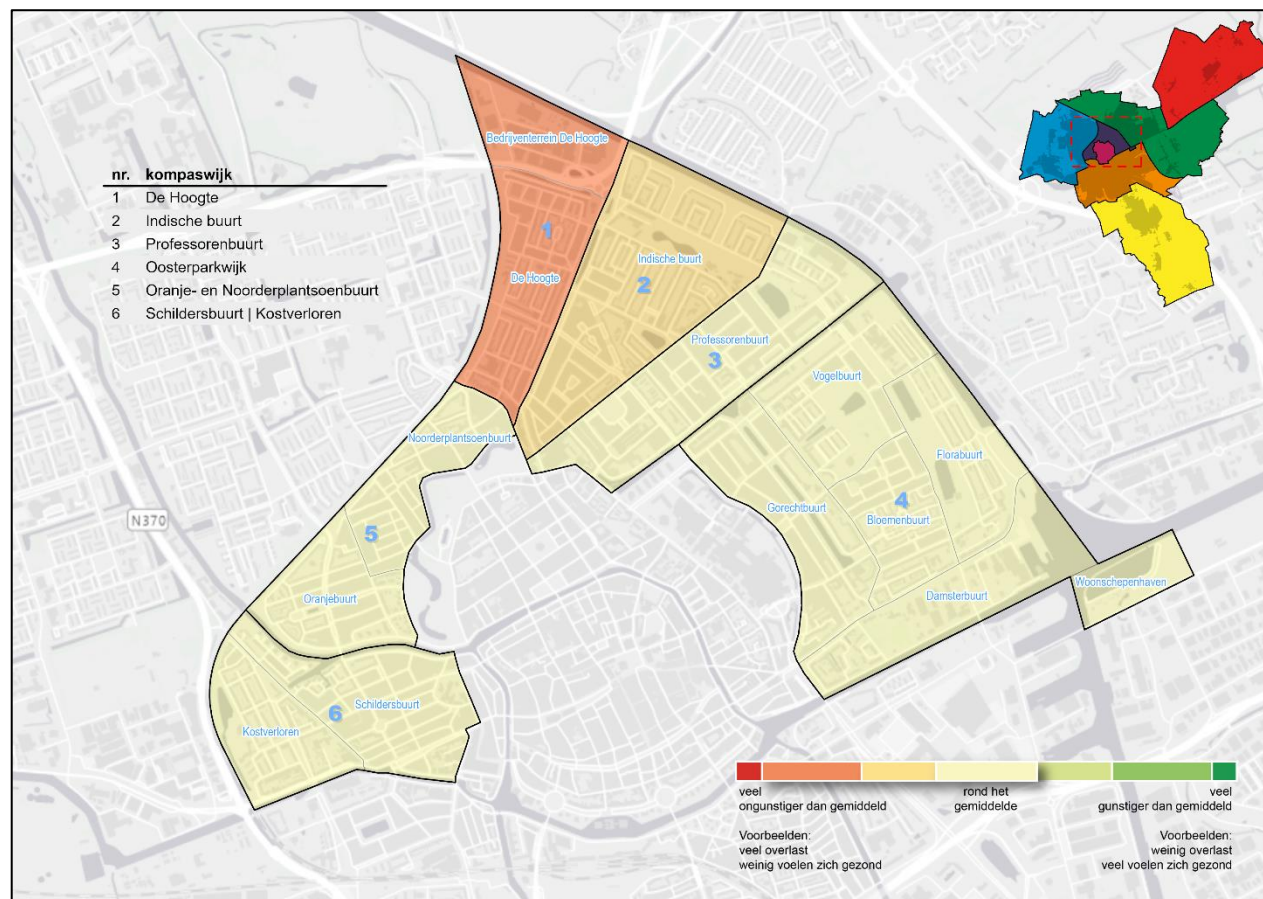 nr. kompaswijk
1 De Hoogte
2 Indische buurt
3 Professorenbuurt
4 Oosterparkwijk
5 Oranje- en Noorderplantsoenbuurt
6 Schildersbuurt | Kostverloren
Bedrijventerrein De Hoogte
1
De Hoogte
Indische buurt
2
Professorenbuurt
3
Vogelbuurt
Noorderplantsoenbuurt
Florabuurt
Gorechtbuurt
4
Bloemenbuurt
N370
5
Oranjebuurt
Damsterbuurt
Woonschepenhaven
6
Schildersbuurt
Kostverloren
veel
ongunstiger dan gemiddeld
rond het
gemiddelde
veel
gunstiger dan gemiddeld
Voorbeelden:
veel overlast
weinig voelen zich gezond
Voorbeelden:
weinig overlast
veel voelen zich gezond